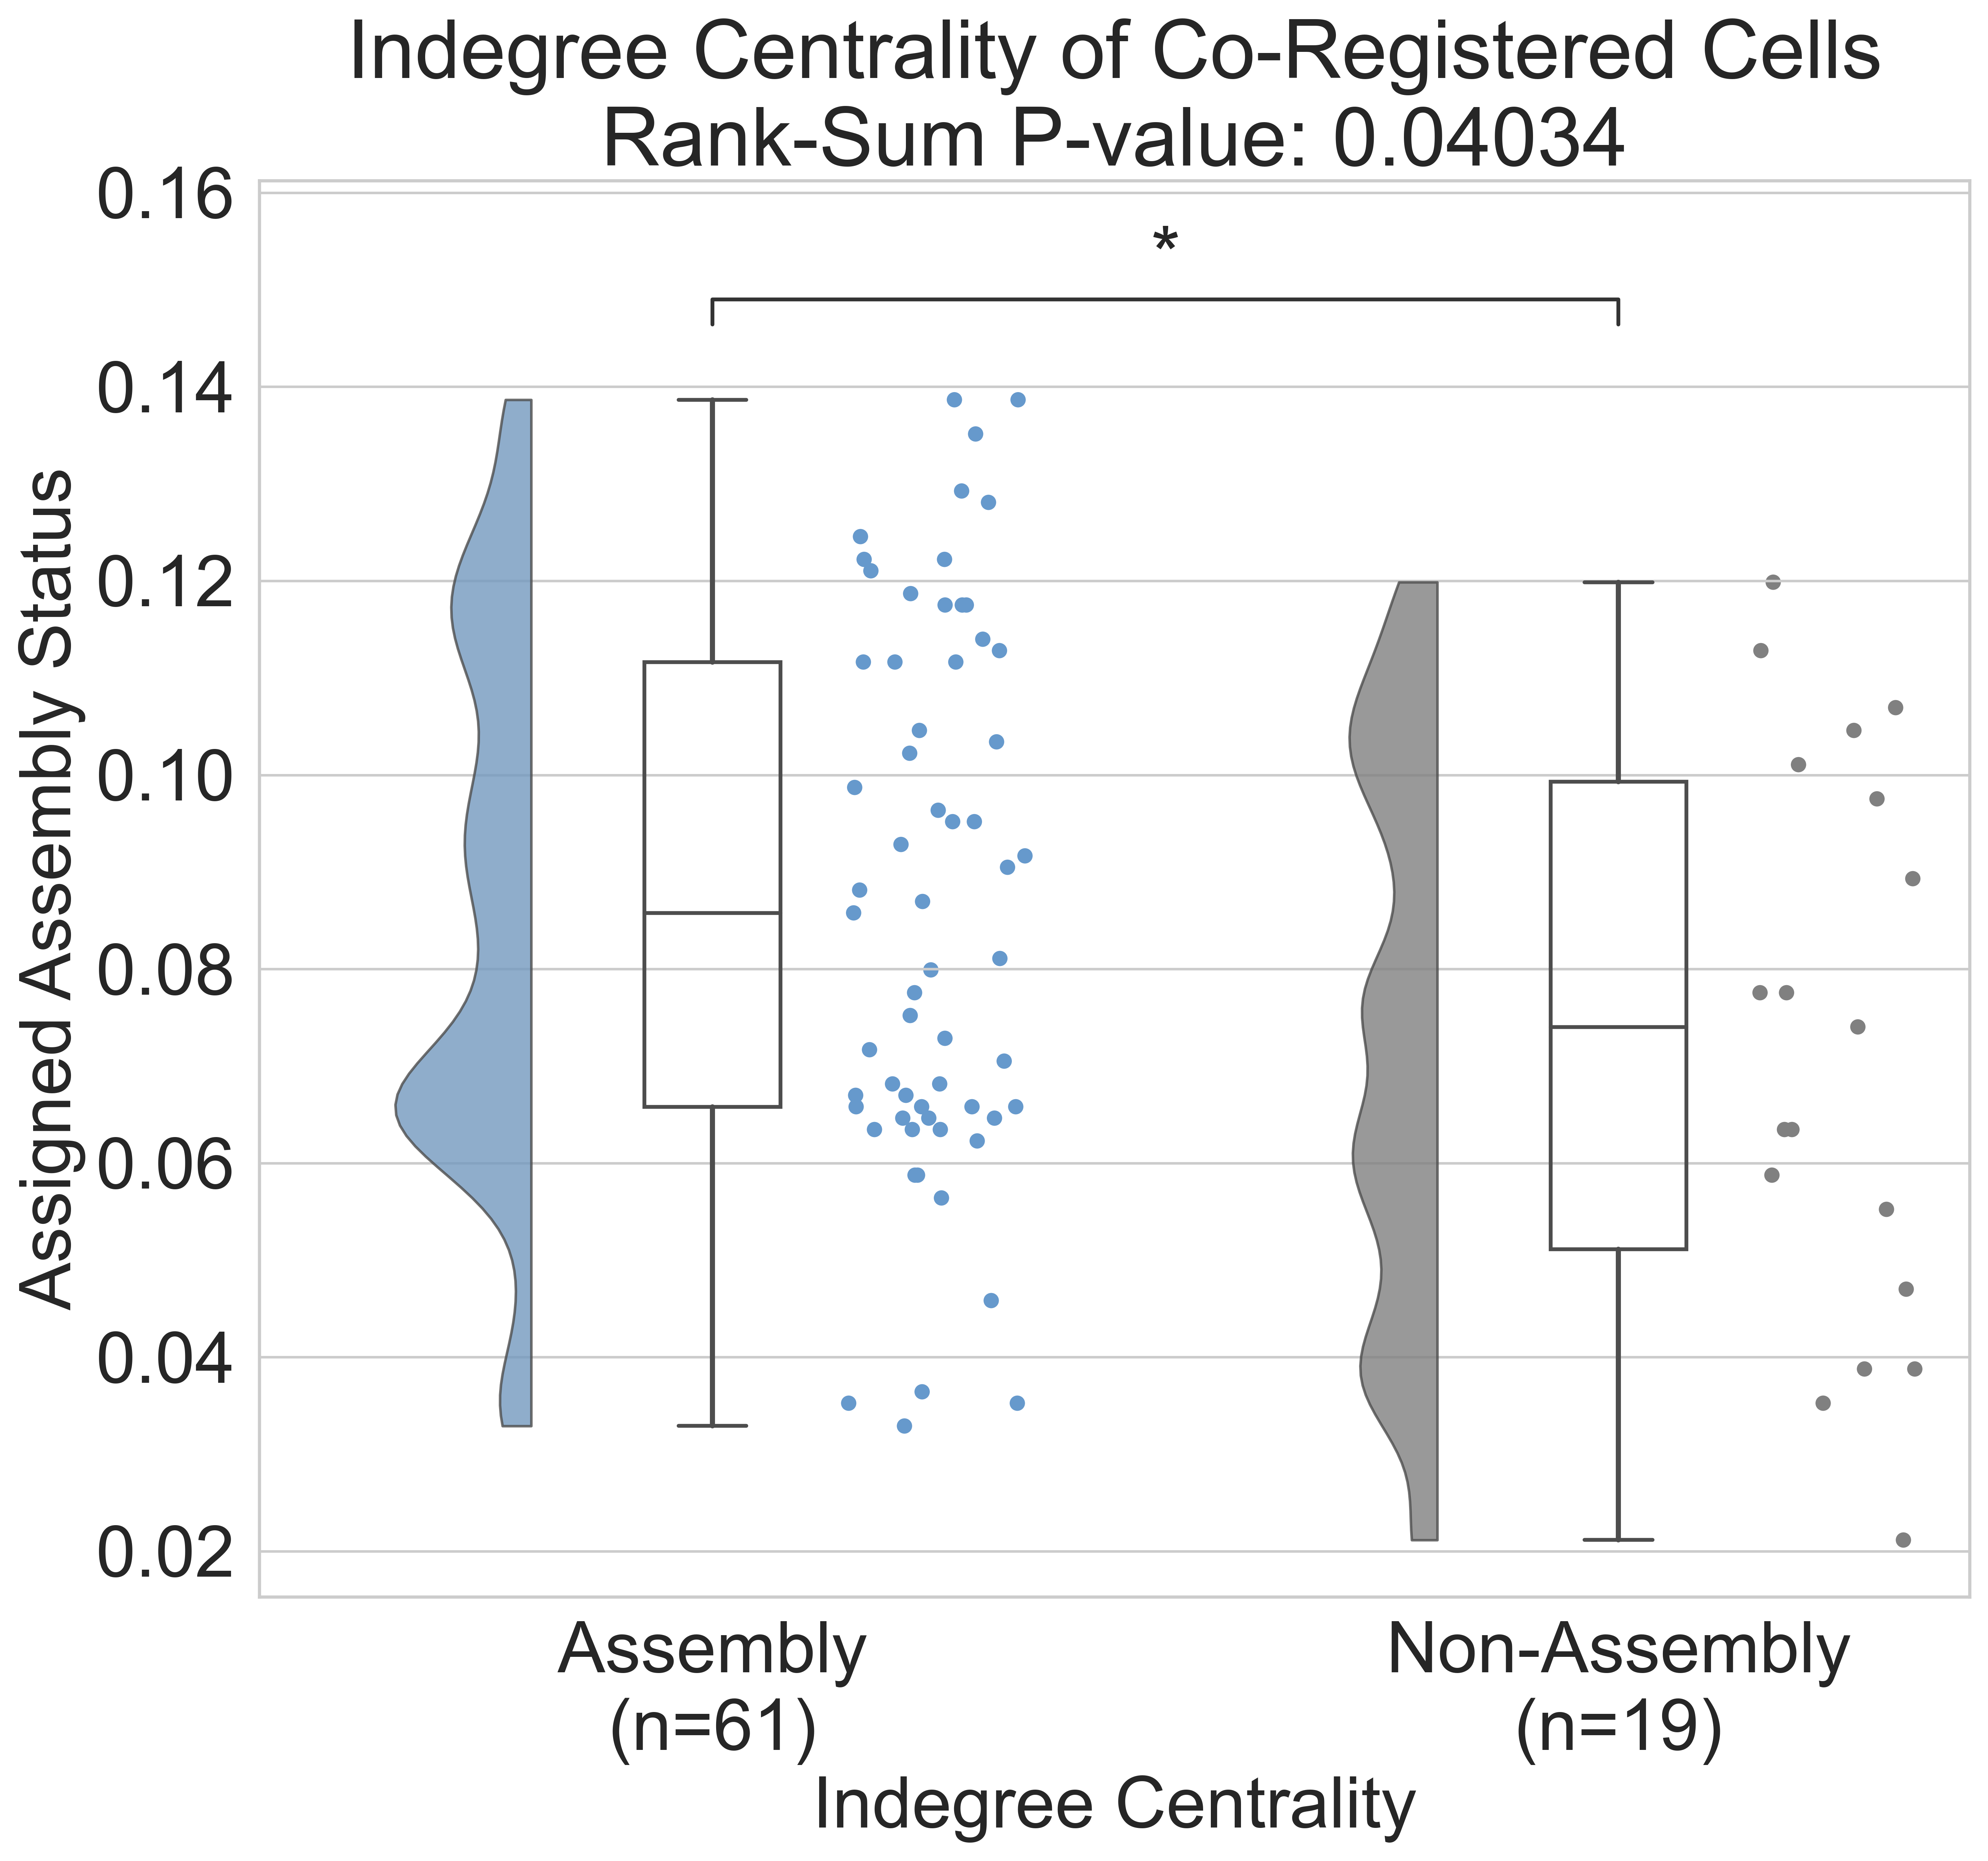 Indegree Centrality of Co-Registered Cells
Rank-Sum P-value: 0.04034
0.16
*
0.14
0.12
0.10
0.08
0.06
0.04
0.02
Assigned Assembly Status
Assembly
(n=61)
Non-Assembly
(n=19)
Indegree Centrality